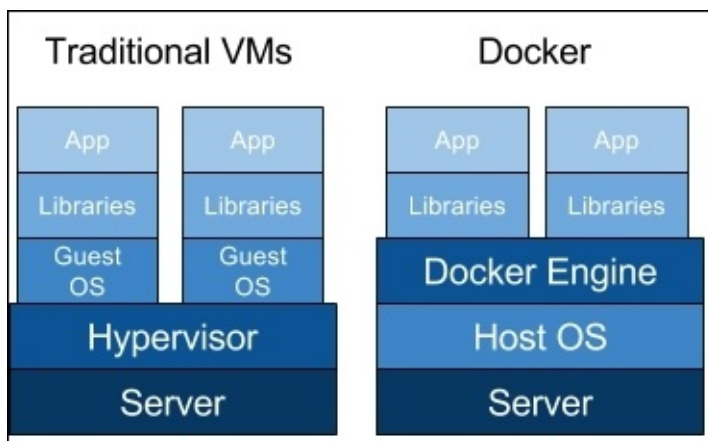 Traditional VMs
App
App
Libraries
Libraries
Guest
OS
Guest
OS
Hypervisor
Server
Docker
App
App
Libraries
Libraries
Docker Engine
Host OS
Server